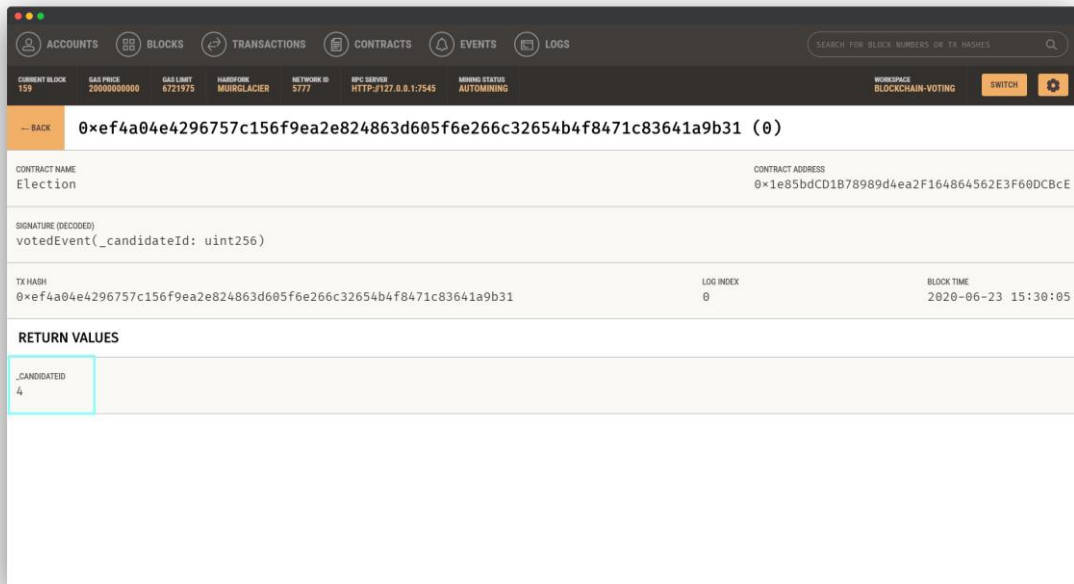 ACCOUNTS BLOCKS TRANSACTIONS CONTRACTS EVENTS LOGS SEARCH FOR BLOCK NUMBERS OR TX HASHES
CURRENT BLOCK GAS PRICE GAS LIMIT HARDFORK NETWORK ID RPC SERVER MINING STATUS WORKSPACE
159 20000000000 6721975 MUIRGLACIER 5777 HTTP://127.0.0.1:7545 AUTOMINING BLOCKCHAIN-VOTING SWITCH
← BACK 0×ef4a04e4296757c156f9ea2e824863d605f6e266c32654b4f8471c83641a9b31 (0)
CONTRACT NAME CONTRACT ADDRESS
Election 0×1e85bdCD1B78989d4ea2F164864562E3F60DCBcE
SIGNATURE (DECODED)
votedEvent(_candidateId: uint256)
TX HASH LOG INDEX BLOCK TIME
0×ef4a04e4296757c156f9ea2e824863d605f6e266c32654b4f8471c83641a9b31 0 2020-06-23 15:30:05
RETURN VALUES
_CANDIDATEID
4